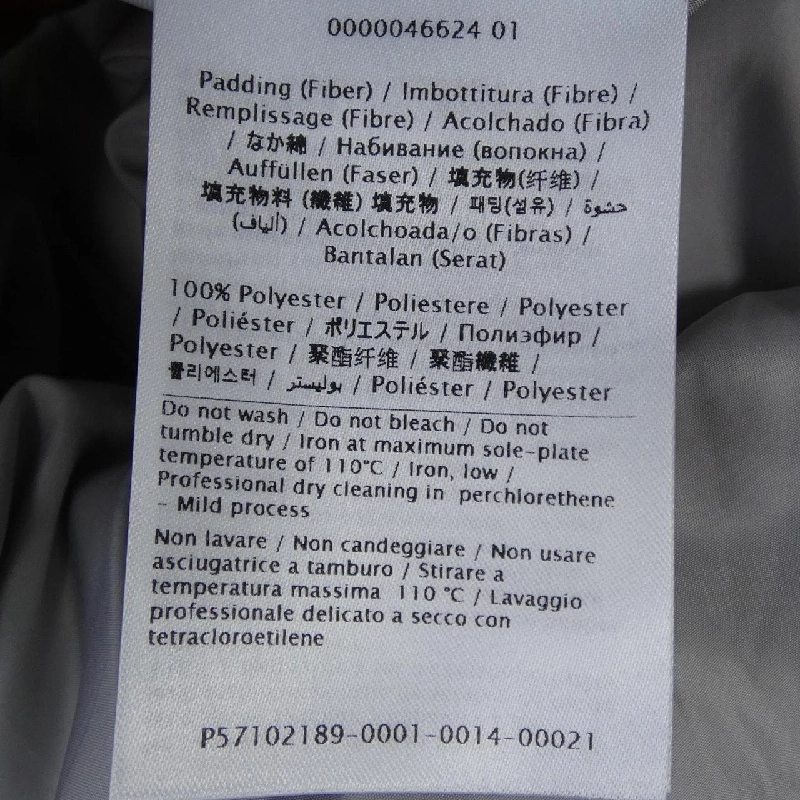 0000046624 01
Padding (Fiber) / Imbottitura (Fibre) /
Remplissage (Fibre) / Acolchado (Fibra)
/ なか綿 / Набивание (вопокна) /
Auffüllen (Faser) / 填充物(纤维) /
填充物料 (纖維) 填充物 / 패딩(섬유) / حشوة
(ألياف) / Acolchoada/o (Fibras) /
Bantalan (Serat)
100% Polyester / Poliestere / Polyester
/ Poliéster / ポリエステル / Полиэфир /
Polyester / 聚酯纤维 / 聚酯纖維 /
폴리에스터 / بوليستر / Poliéster / Polyester
Do not wash / Do not bleach / Do not
tumble dry / Iron at maximum sole-plate
temperature of 110°C / Iron, low /
Professional dry cleaning in perchlorethene
- Mild process
Non lavare / Non candeggiare / Non usare
asciugatrice a tamburo / Stirare a
temperatura massima 110 °C / Lavaggio
professionale delicato a secco con
tetracloroetilene
P57102189-0001-0014-00021